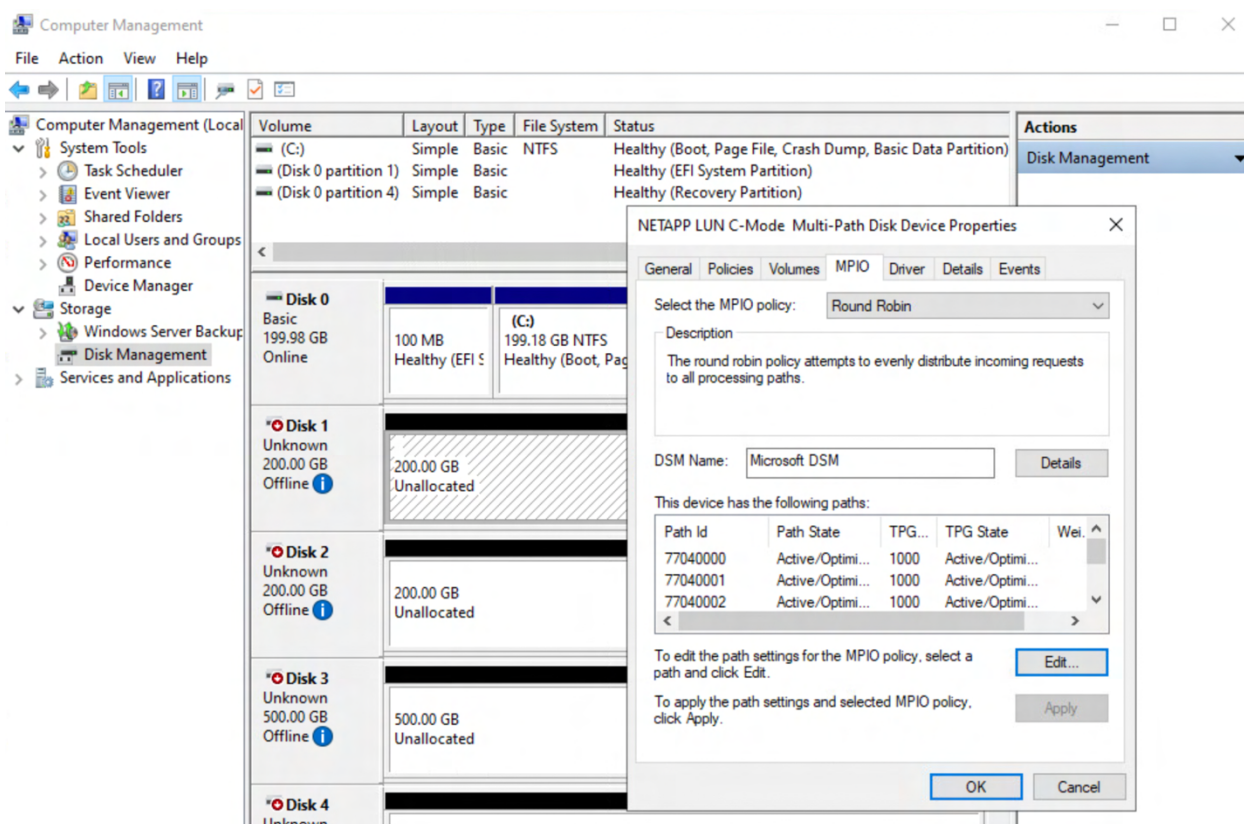 Computer Management
File Action View Help
Computer Management (Local
System Tools
Task Scheduler
Event Viewer
Shared Folders
Local Users and Groups
Performance
Device Manager
Storage
Windows Server Backup
Disk Management
Services and Applications
Volume Layout Type File System Status
(C:) Simple Basic NTFS Healthy (Boot, Page File, Crash Dump, Basic Data Partition)
(Disk 0 partition 1) Simple Basic Healthy (EFI System Partition)
(Disk 0 partition 4) Simple Basic Healthy (Recovery Partition)
Actions
Disk Management
Disk 0
Basic
199.98 GB
Online
100 MB
Healthy (EFI S
(C:)
199.18 GB NTFS
Healthy (Boot, Pag
Disk 1
Unknown
200.00 GB
Offline
200.00 GB
Unallocated
Disk 2
Unknown
200.00 GB
Offline
200.00 GB
Unallocated
Disk 3
Unknown
500.00 GB
Offline
500.00 GB
Unallocated
Disk 4
Unknown
NETAPP LUN C-Mode Multi-Path Disk Device Properties
General Policies Volumes MPIO Driver Details Events
Select the MPIO policy: Round Robin
Description
The round robin policy attempts to evenly distribute incoming requests
to all processing paths.
DSM Name: Microsoft DSM Details
This device has the following paths:
Path Id Path State TPG... TPG State Wei.
77040000 Active/Optimi... 1000 Active/Optimi...
77040001 Active/Optimi... 1000 Active/Optimi...
77040002 Active/Optimi... 1000 Active/Optimi...
To edit the path settings for the MPIO policy, select a
path and click Edit.
Edit...
To apply the path settings and selected MPIO policy,
click Apply.
Apply
OK Cancel